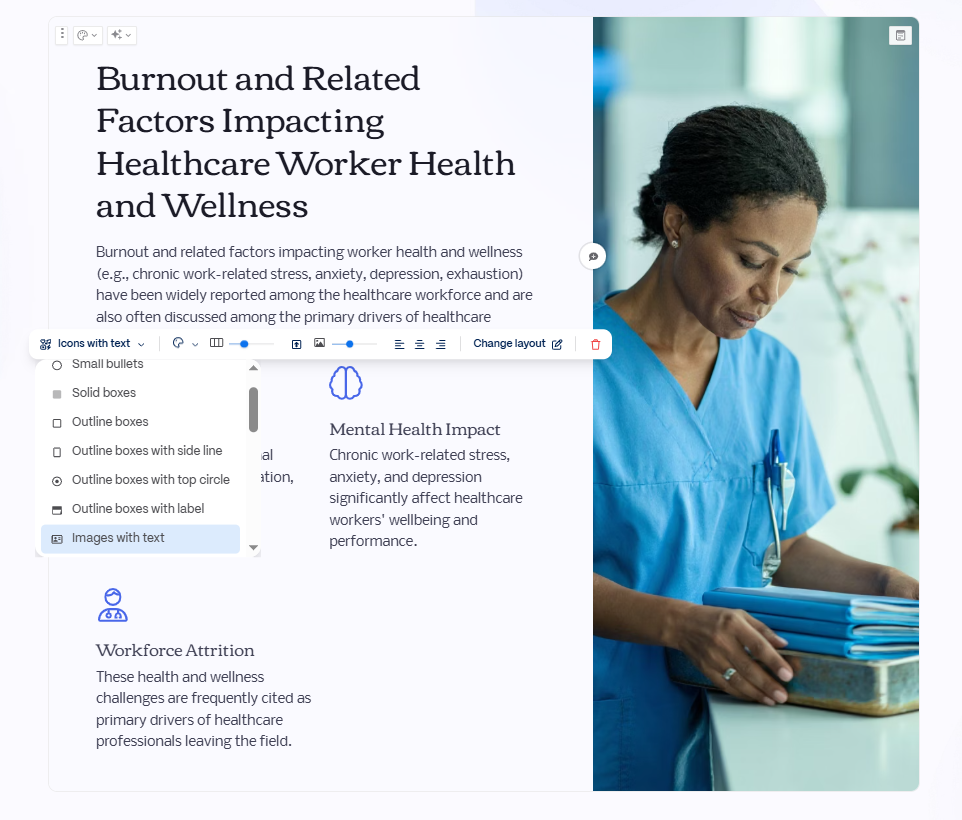 Burnout and Related
Factors Impacting
Healthcare Worker Health
and Wellness
Burnout and related factors impacting worker health and wellness
(e.g., chronic work-related stress, anxiety, depression, exhaustion)
have been widely reported among the healthcare workforce and are
also often discussed among the primary drivers of healthcare
Icons with text
Change layout
Small bullets
Solid boxes
Outline boxes
Outline boxes with side line
Outline boxes with top circle
Outline boxes with label
Images with text
Mental Health Impact
Chronic work-related stress,
anxiety, and depression
significantly affect healthcare
workers' wellbeing and
performance.
Workforce Attrition
These health and wellness
challenges are frequently cited as
primary drivers of healthcare
professionals leaving the field.